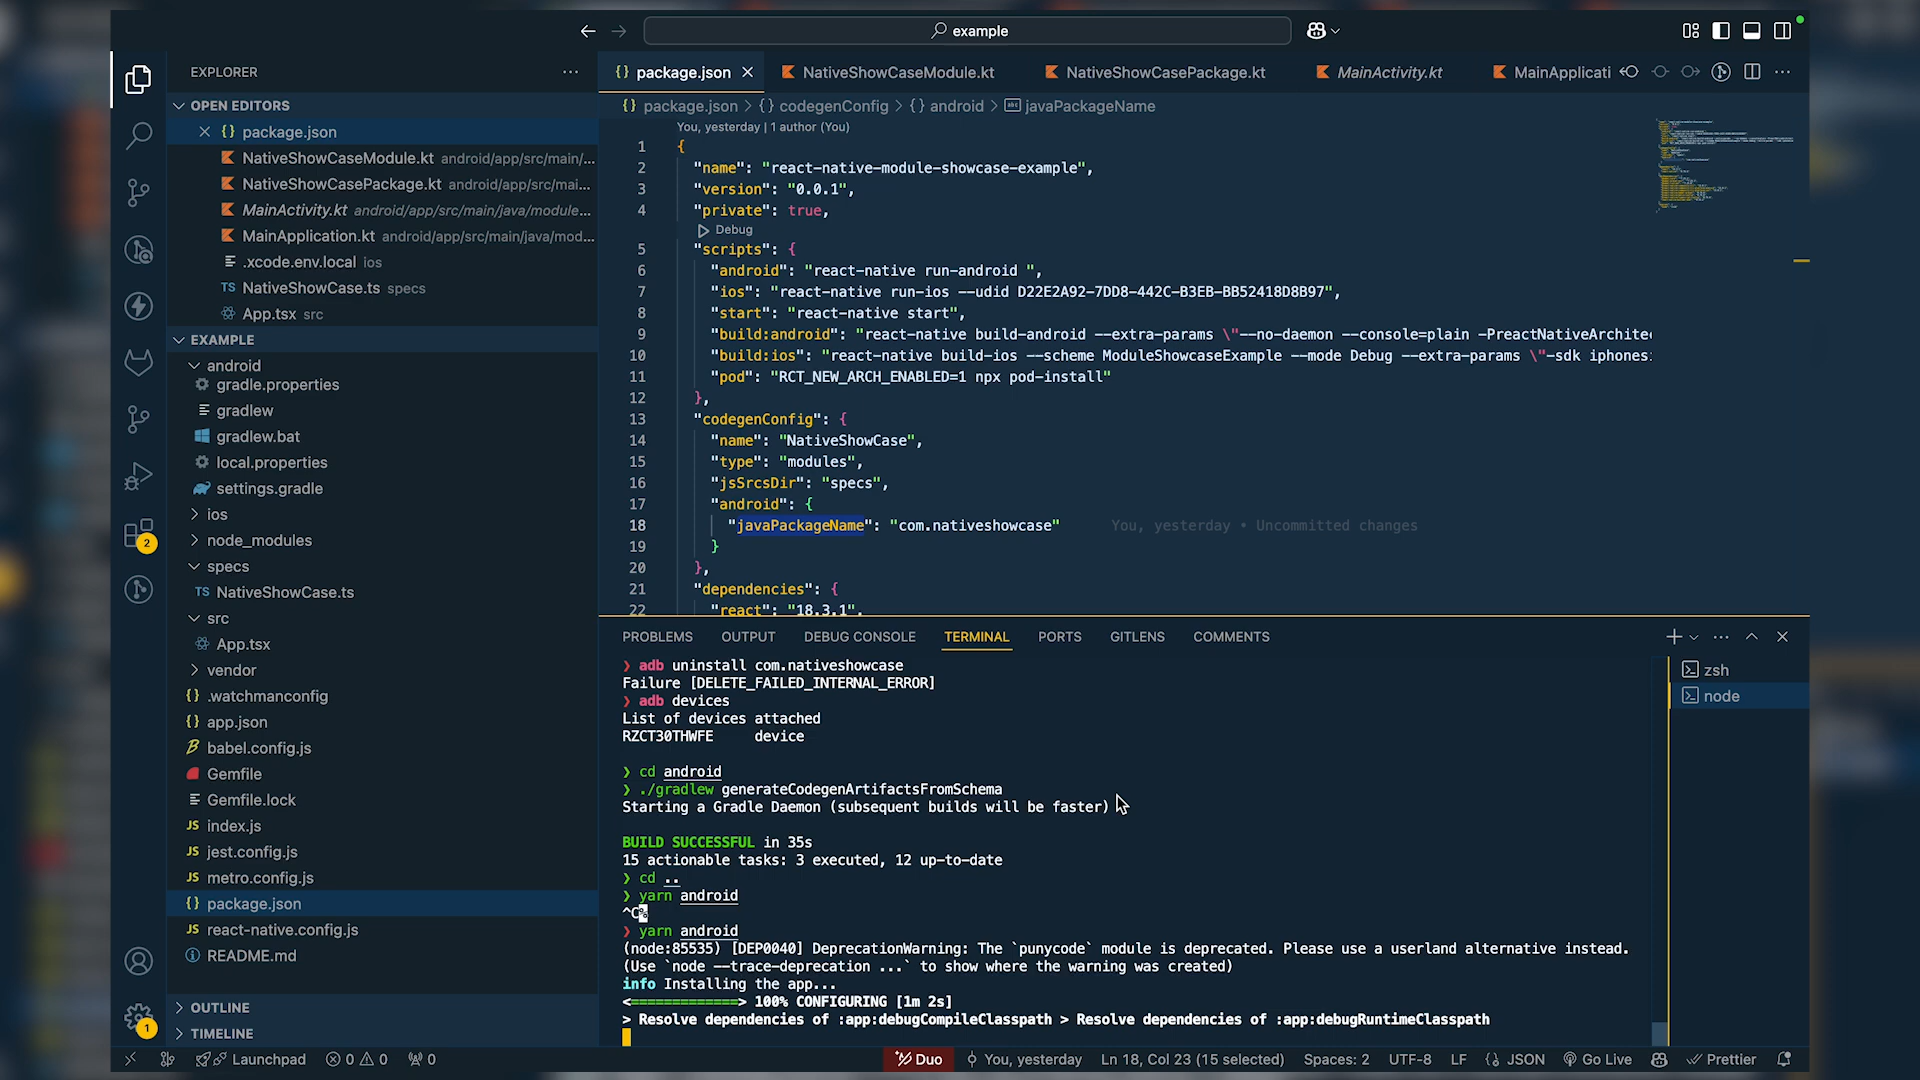 example
EXPLORER
OPEN EDITORS
package.json
NativeShowCaseModule.kt android/app/src/main/...
NativeShowCasePackage.kt android/app/src/mai...
MainActivity.kt android/app/src/main/java/module...
MainApplication.kt android/app/src/main/java/mod...
.xcode.env.local ios
TS NativeShowCase.ts specs
App.tsx src
EXAMPLE
android
gradle.properties
gradlew
gradlew.bat
local.properties
settings.gradle
ios
node_modules
specs
TS NativeShowCase.ts
src
App.tsx
vendor
{} .watchmanconfig
{} app.json
babel.config.js
Gemfile
Gemfile.lock
JS index.js
JS jest.config.js
JS metro.config.js
{} package.json
JS react-native.config.js
README.md
OUTLINE
TIMELINE
2
1
{} package.json NativeShowCaseModule.kt NativeShowCasePackage.kt MainActivity.kt MainApplicati
{} package.json > {} codegenConfig > {} android > javaPackageName
You, yesterday | 1 author (You)
1 {
2 "name": "react-native-module-showcase-example",
3 "version": "0.0.1",
4 "private": true,
Debug
5 "scripts": {
6 "android": "react-native run-android ",
7 "ios": "react-native run-ios --udid D22E2A92-7DD8-442C-B3EB-BB52418D8B97",
8 "start": "react-native start",
9 "build:android": "react-native build-android --extra-params \"--no-daemon --console=plain -PreactNativeArchite
10 "build:ios": "react-native build-ios --scheme ModuleShowcaseExample --mode Debug --extra-params \"-sdk iphones
11 "pod": "RCT_NEW_ARCH_ENABLED=1 npx pod-install"
12 },
13 "codegenConfig": {
14 "name": "NativeShowCase",
15 "type": "modules",
16 "jsSrcsDir": "specs",
17 "android": {
18 "javaPackageName": "com.nativeshowcase" You, yesterday • Uncommitted changes
19 }
20 },
21 "dependencies": {
22 "react": "18.3.1",
PROBLEMS OUTPUT DEBUG CONSOLE TERMINAL PORTS GITLENS COMMENTS
❯ adb uninstall com.nativeshowcase
Failure [DELETE_FAILED_INTERNAL_ERROR]
❯ adb devices
List of devices attached
RZCT30THWFE device
❯ cd android
❯ ./gradlew generateCodegenArtifactsFromSchema
Starting a Gradle Daemon (subsequent builds will be faster)
BUILD SUCCESSFUL in 35s
15 actionable tasks: 3 executed, 12 up-to-date
❯ cd ..
❯ yarn android
^C%
❯ yarn android
(node:85535) [DEP0040] DeprecationWarning: The `punycode` module is deprecated. Please use a userland alternative instead.
(Use `node --trace-deprecation ...` to show where the warning was created)
info Installing the app...
<=============> 100% CONFIGURING [1m 2s]
> Resolve dependencies of :app:debugCompileClasspath > Resolve dependencies of :app:debugRuntimeClasspath
zsh
node
Launchpad 0 0 0 Duo You, yesterday Ln 18, Col 23 (15 selected) Spaces: 2 UTF-8 LF {} JSON Go Live Prettier